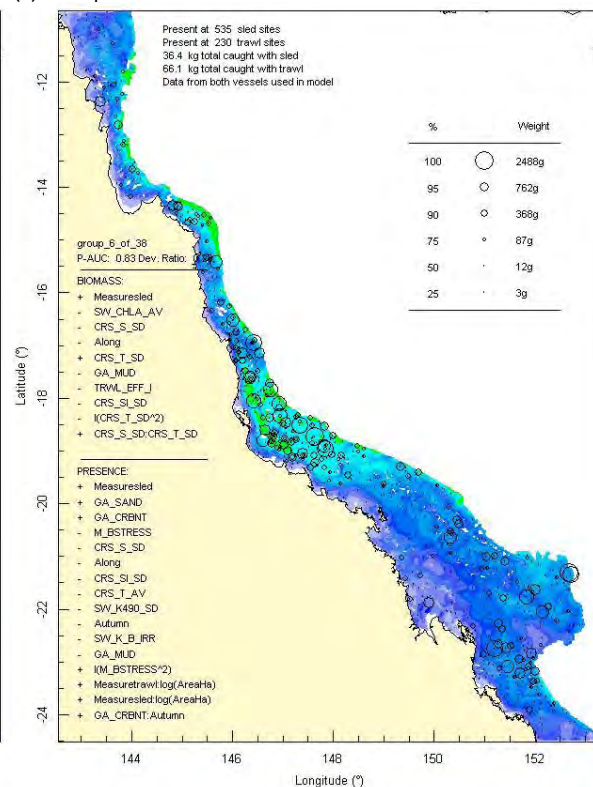 Present at 535 sled sites
Present at 230 trawl sites
36.4 kg total caught with sled
66.1 kg total caught with trawl
Data from both vessels used in model
% Weight
100 2488g
95 762g
90 368g
75 87g
50 12g
25 3g
group_6_of_38
P-AUC: 0.83 Dev. Ratio:
BIOMASS:
+ Measuresled
- SW_CHLA_AV
- CRS_S_SD
- Along
+ CRS_T_SD
- GA_MUD
- TRWL_EFF_I
- CRS_SI_SD
- I(CRS_T_SD^2)
+ CRS_S_SD:CRS_T_SD
PRESENCE:
+ Measuresled
+ GA_SAND
+ GA_CRBNT
- M_BSTRESS
- CRS_S_SD
- Along
- CRS_SI_SD
- CRS_T_AV
- SW_K490_SD
- Autumn
- SW_K_B_IRR
- GA_MUD
+ I(M_BSTRESS^2)
+ Measuretrawl:log(AreaHa)
+ Measuresled:log(AreaHa)
+ GA_CRBNT:Autumn
-12
-14
-16
-18
-20
-22
-24
Latitude (°)
144 146 148 150 152
Longitude (°)